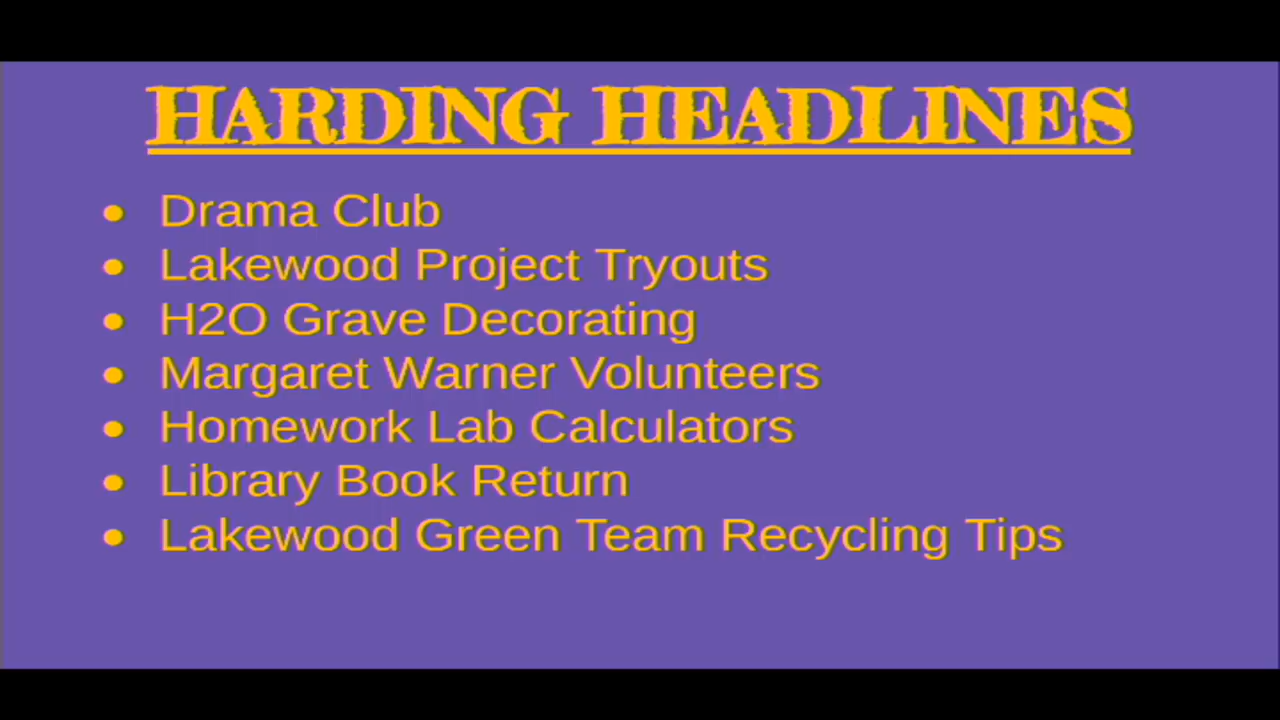 HARDING HEADLINES
• Drama Club
• Lakewood Project Tryouts
• H2O Grave Decorating
• Margaret Warner Volunteers
• Homework Lab Calculators
• Library Book Return
• Lakewood Green Team Recycling Tips